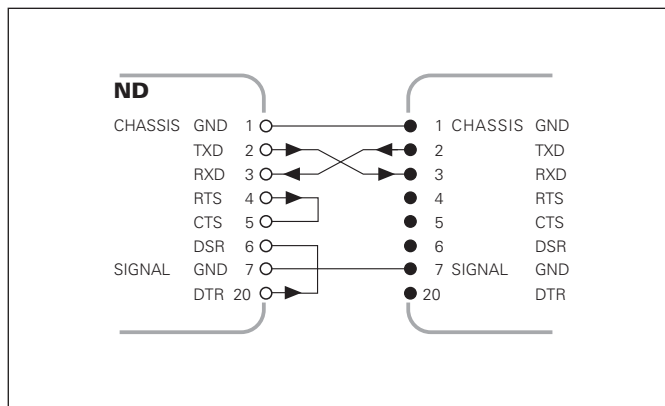 ND
CHASSIS GND 1 1 CHASSIS GND
TXD 2 2 TXD
RXD 3 3 RXD
RTS 4 4 RTS
CTS 5 5 CTS
DSR 6 6 DSR
SIGNAL GND 7 7 SIGNAL GND
DTR 20 20 DTR